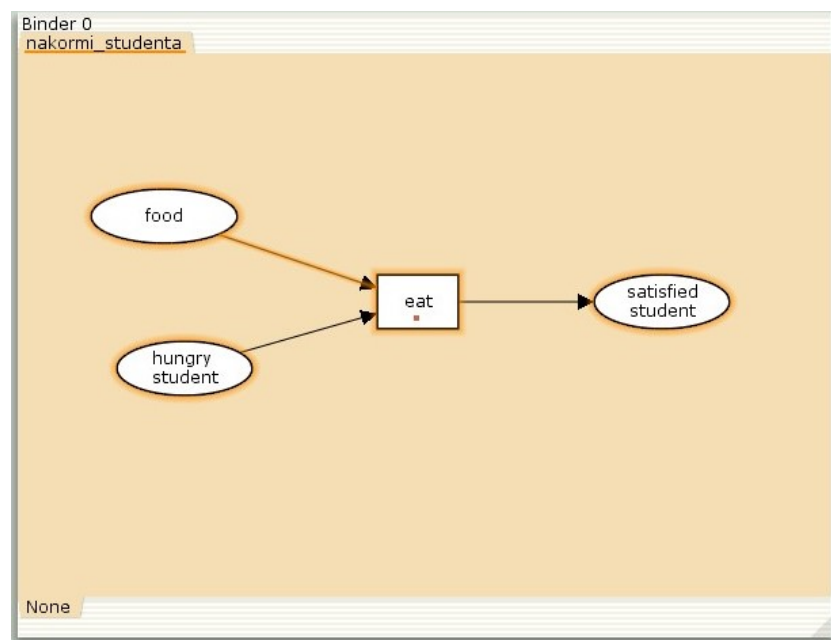 Binder 0
nakormi_studenta
food
eat
satisfied
student
hungry
student
None